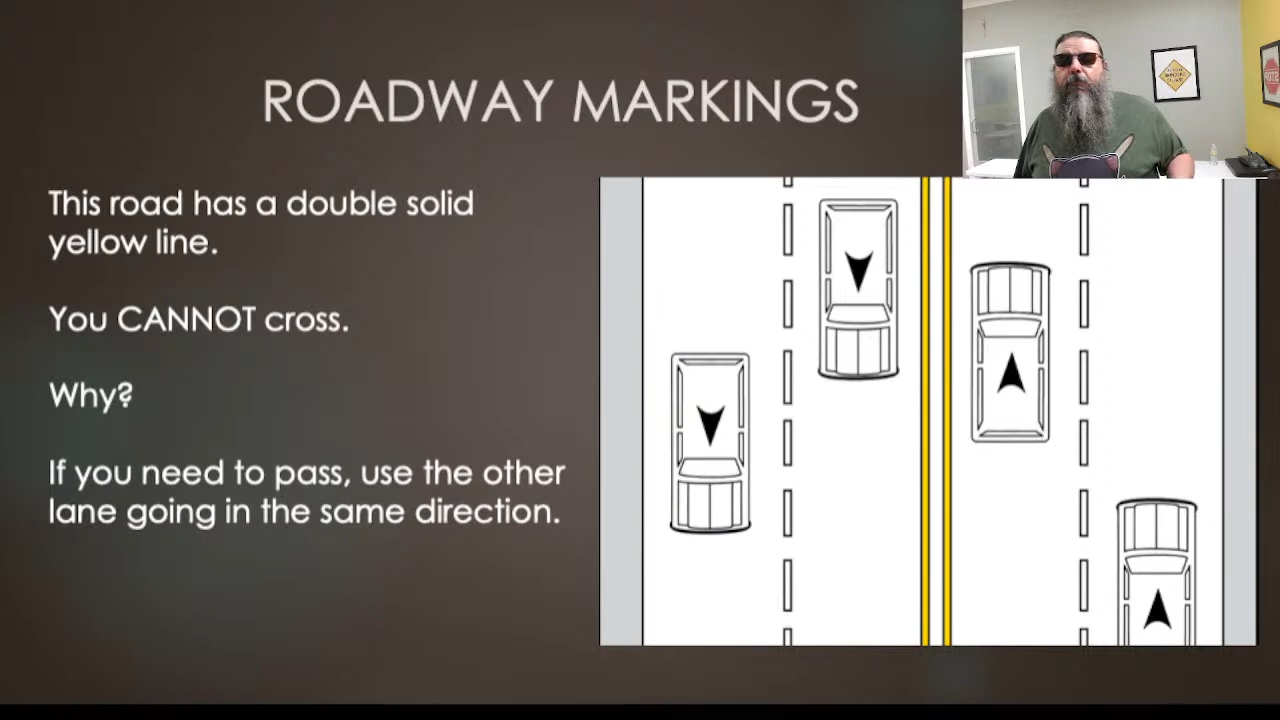 ROADWAY MARKINGS
This road has a double solid
yellow line.
You CANNOT cross.
Why?
If you need to pass, use the other
lane going in the same direction.